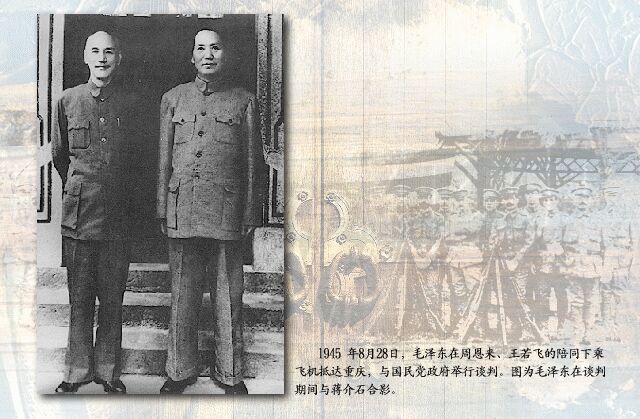 1945 年8月28日，毛泽东在周恩来、王若飞的陪同下乘
飞机抵达重庆，与国民党政府举行谈判。图为毛泽东在谈判
期间与蒋介石合影。